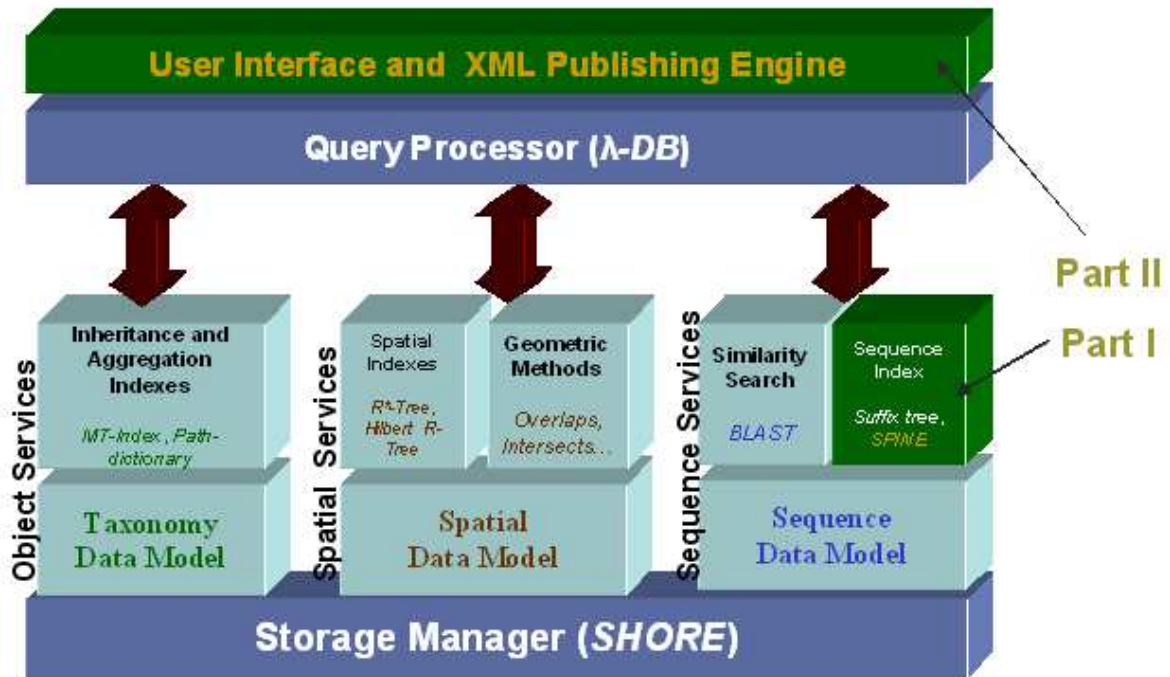 User Interface and XML Publishing Engine
Query Processor (λ-DB)
Part II
Part I
Object Services
Inheritance and
Aggregation
Indexes
MT-Index, Path-
dictionary
Taxonomy
Data Model
Spatial Services
Spatial
Indexes
R*-Tree,
Hilbert R-
Tree
Geometric
Methods
Overlaps,
Intersects...
Spatial
Data Model
Sequence Services
Similarity
Search
BLAST
Sequence
Index
Suffix tree,
SPINE
Sequence
Data Model
Storage Manager (SHORE)